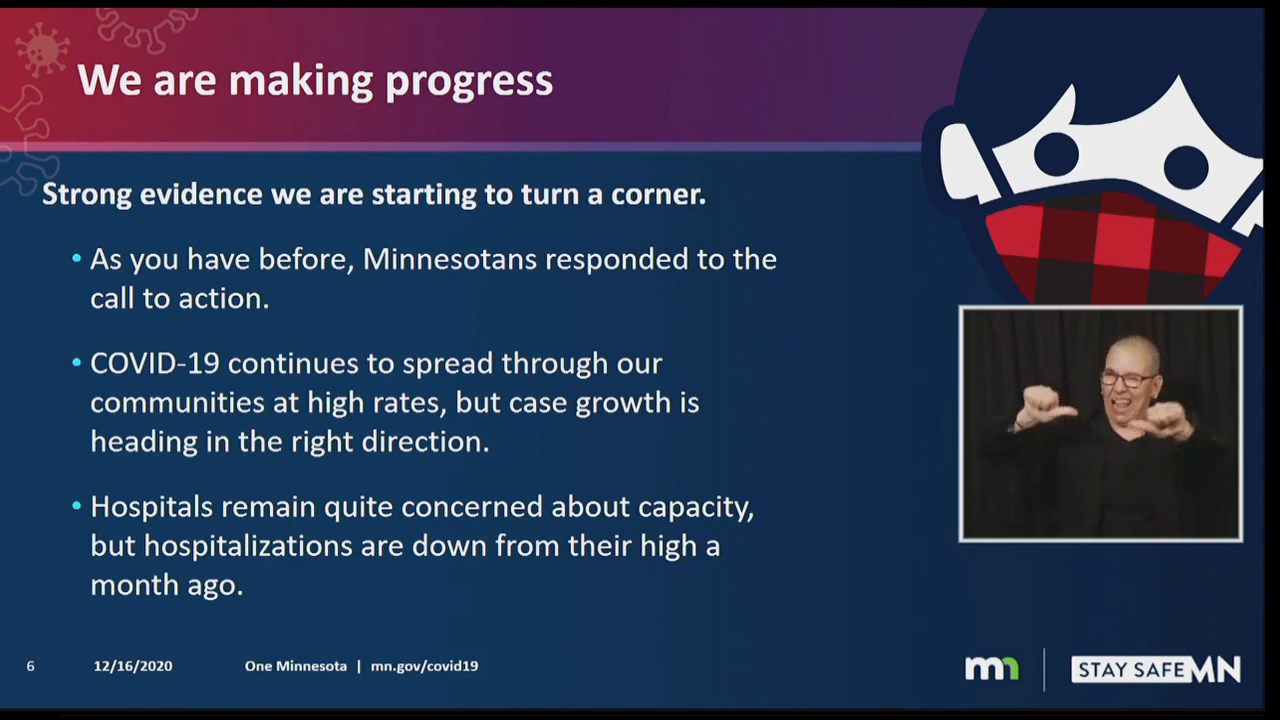 We are making progress
Strong evidence we are starting to turn a corner.
• As you have before, Minnesotans responded to the
call to action.
• COVID-19 continues to spread through our
communities at high rates, but case growth is
heading in the right direction.
• Hospitals remain quite concerned about capacity,
but hospitalizations are down from their high a
month ago.
6 12/16/2020 One Minnesota | mn.gov/covid19
mn | STAY SAFE MN